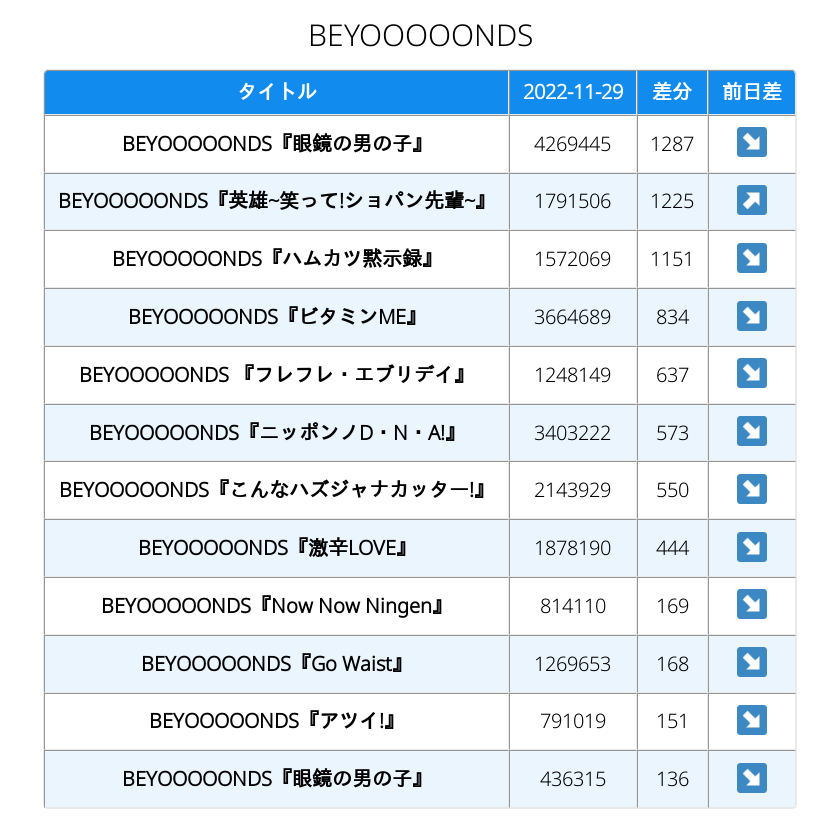 BEYOOOOONDS
タイトル 2022-11-29 差分 前日差
BEYOOOOONDS『眼鏡の男の子』 4269445 1287 ↘
BEYOOOOONDS『英雄~笑って!ショパン先輩~』 1791506 1225 ↗
BEYOOOOONDS『ハムカツ黙示録』 1572069 1151 ↘
BEYOOOOONDS『ビタミンME』 3664689 834 ↘
BEYOOOOONDS 『フレフレ・エブリデイ』 1248149 637 ↘
BEYOOOOONDS『ニッポンノD・N・A!』 3403222 573 ↘
BEYOOOOONDS『こんなハズジャナカッター!』 2143929 550 ↘
BEYOOOOONDS『激辛LOVE』 1878190 444 ↘
BEYOOOOONDS『Now Now Ningen』 814110 169 ↘
BEYOOOOONDS『Go Waist』 1269653 168 ↘
BEYOOOOONDS『アツイ!』 791019 151 ↘
BEYOOOOONDS『眼鏡の男の子』 436315 136 ↘